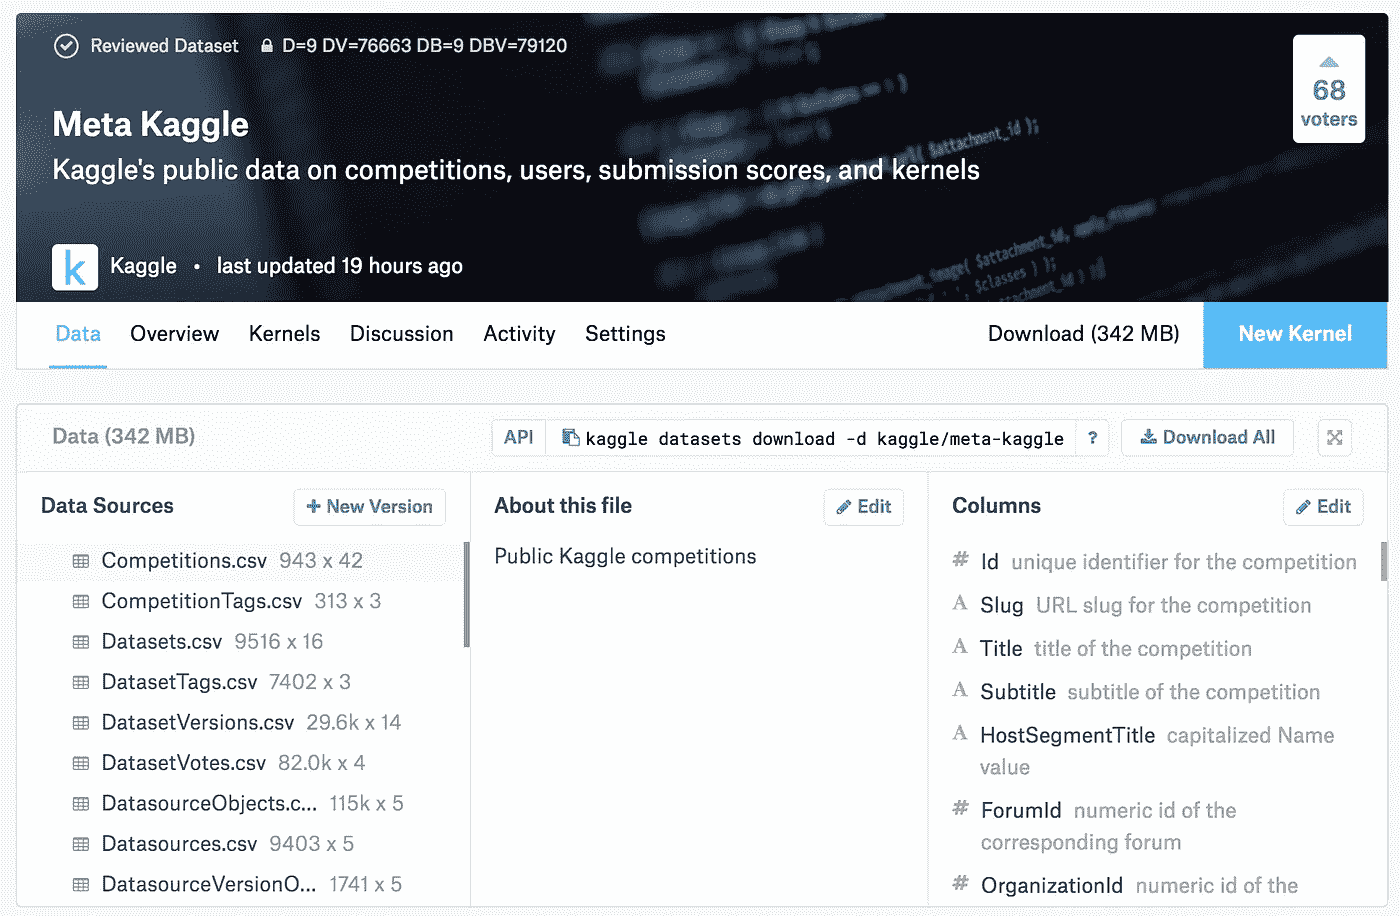 Reviewed Dataset D=9 DV=76663 DB=9 DBV=79120
68
voters
Meta Kaggle
Kaggle's public data on competitions, users, submission scores, and kernels
$attachment_id );
k Kaggle • last updated 19 hours ago
$attachment_id,
$classes ) );
Data Overview Kernels Discussion Activity Settings Download (342 MB) New Kernel
Data (342 MB) API kaggle datasets download -d kaggle/meta-kaggle ? Download All
Data Sources + New Version About this file Edit Columns Edit
Competitions.csv 943 x 42
CompetitionTags.csv 313 x 3
Datasets.csv 9516 x 16
DatasetTags.csv 7402 x 3
DatasetVersions.csv 29.6k x 14
DatasetVotes.csv 82.0k x 4
DatasourceObjects.c... 115k x 5
Datasources.csv 9403 x 5
DatasourceVersionO... 1741 x 5
Public Kaggle competitions
# Id unique identifier for the competition
A Slug URL slug for the competition
A Title title of the competition
A Subtitle subtitle of the competition
A HostSegmentTitle capitalized Name
value
# ForumId numeric id of the
corresponding forum
# OrganizationId numeric id of the